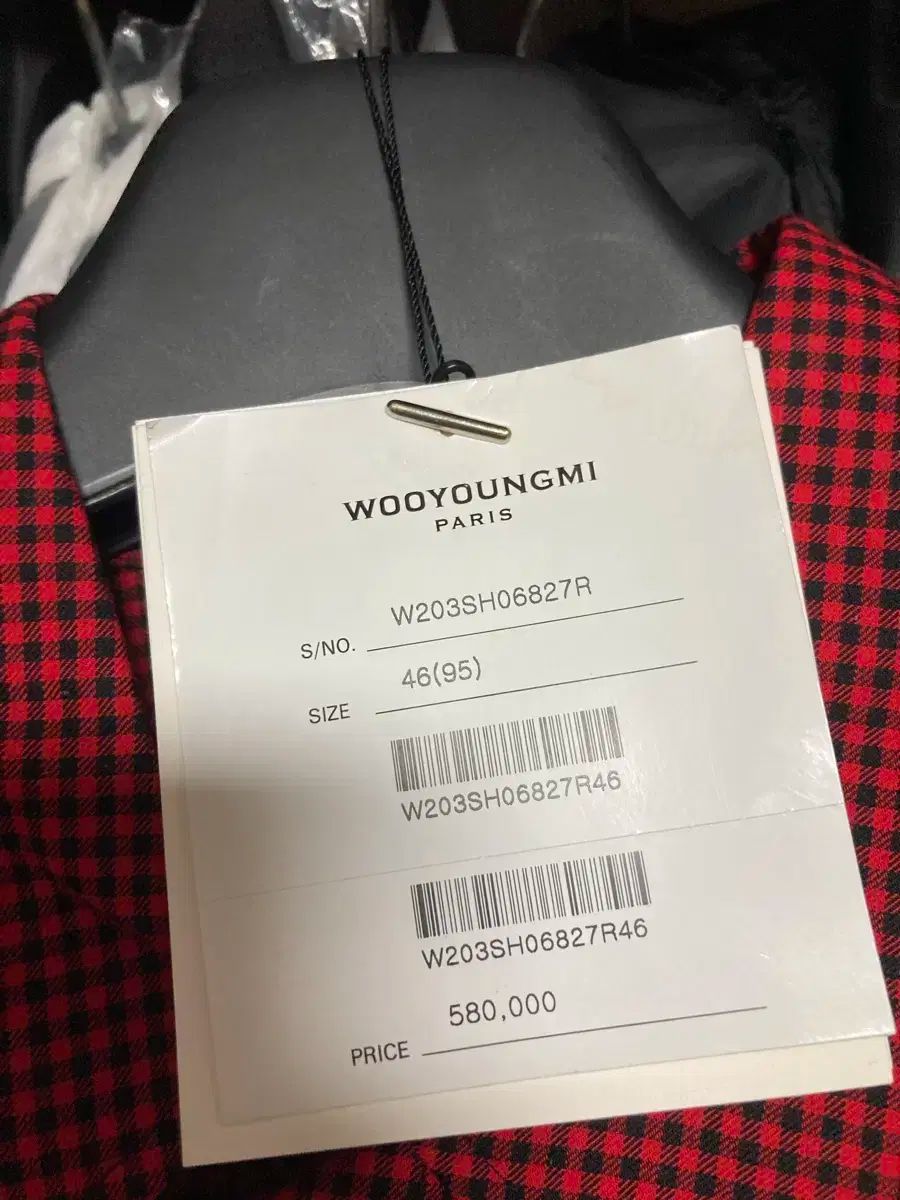 WOOYOUNGMI
PARIS
S/NO. W203SH06827R
SIZE 46(95)
W203SH06827R46
W203SH06827R46
PRICE 580,000